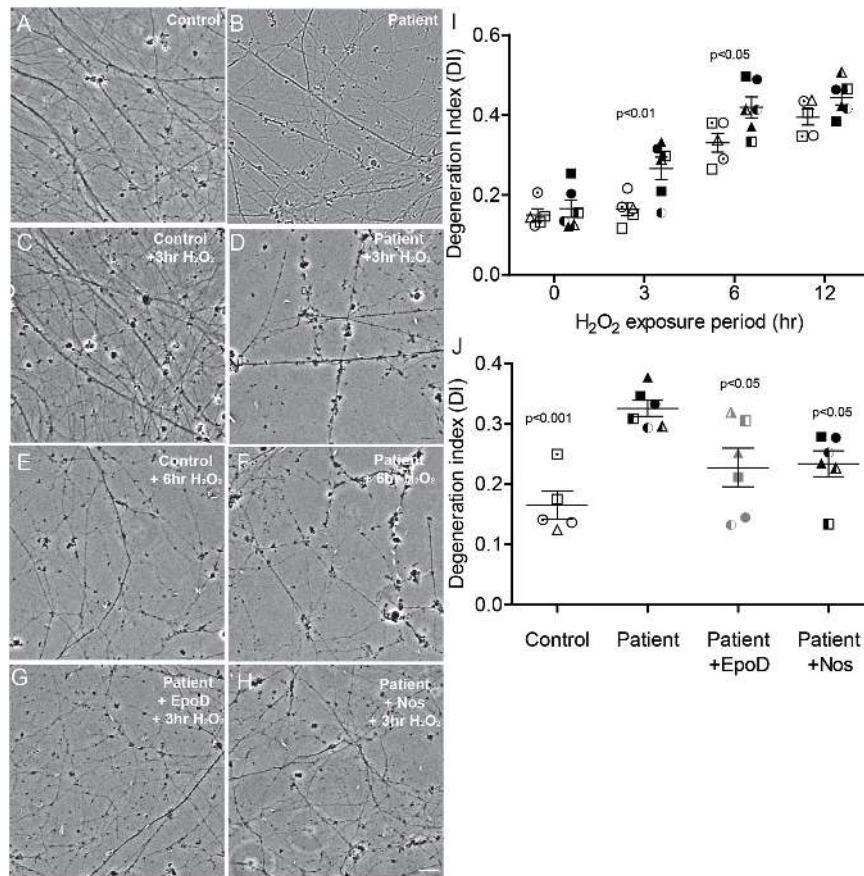 A
Control
B
Patient
C
Control
+3hr H₂O₂
D
Patient
+3hr H₂O₂
E
Control
+ 6hr H₂O₂
F
Patient
+ 6hr H₂O₂
G
Patient
+ EpoD
+ 3hr H₂O₂
H
Patient
+ Nos
+ 3hr H₂O₂
I
Degeneration Index (DI)
0.6
0.4
0.2
0.0
p<0.01
p<0.05
0
3
6
12
H₂O₂ exposure period (hr)
J
Degeneration index (DI)
0.4
0.3
0.2
0.1
0.0
p<0.001
p<0.05
p<0.05
Control
Patient
Patient
+EpoD
Patient
+Nos